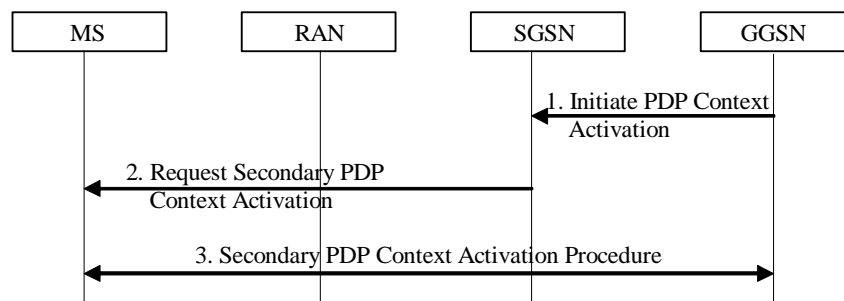 MS
RAN
SGSN
GGSN
1. Initiate PDP Context
Activation
2. Request Secondary PDP
Context Activation
3. Secondary PDP Context Activation Procedure